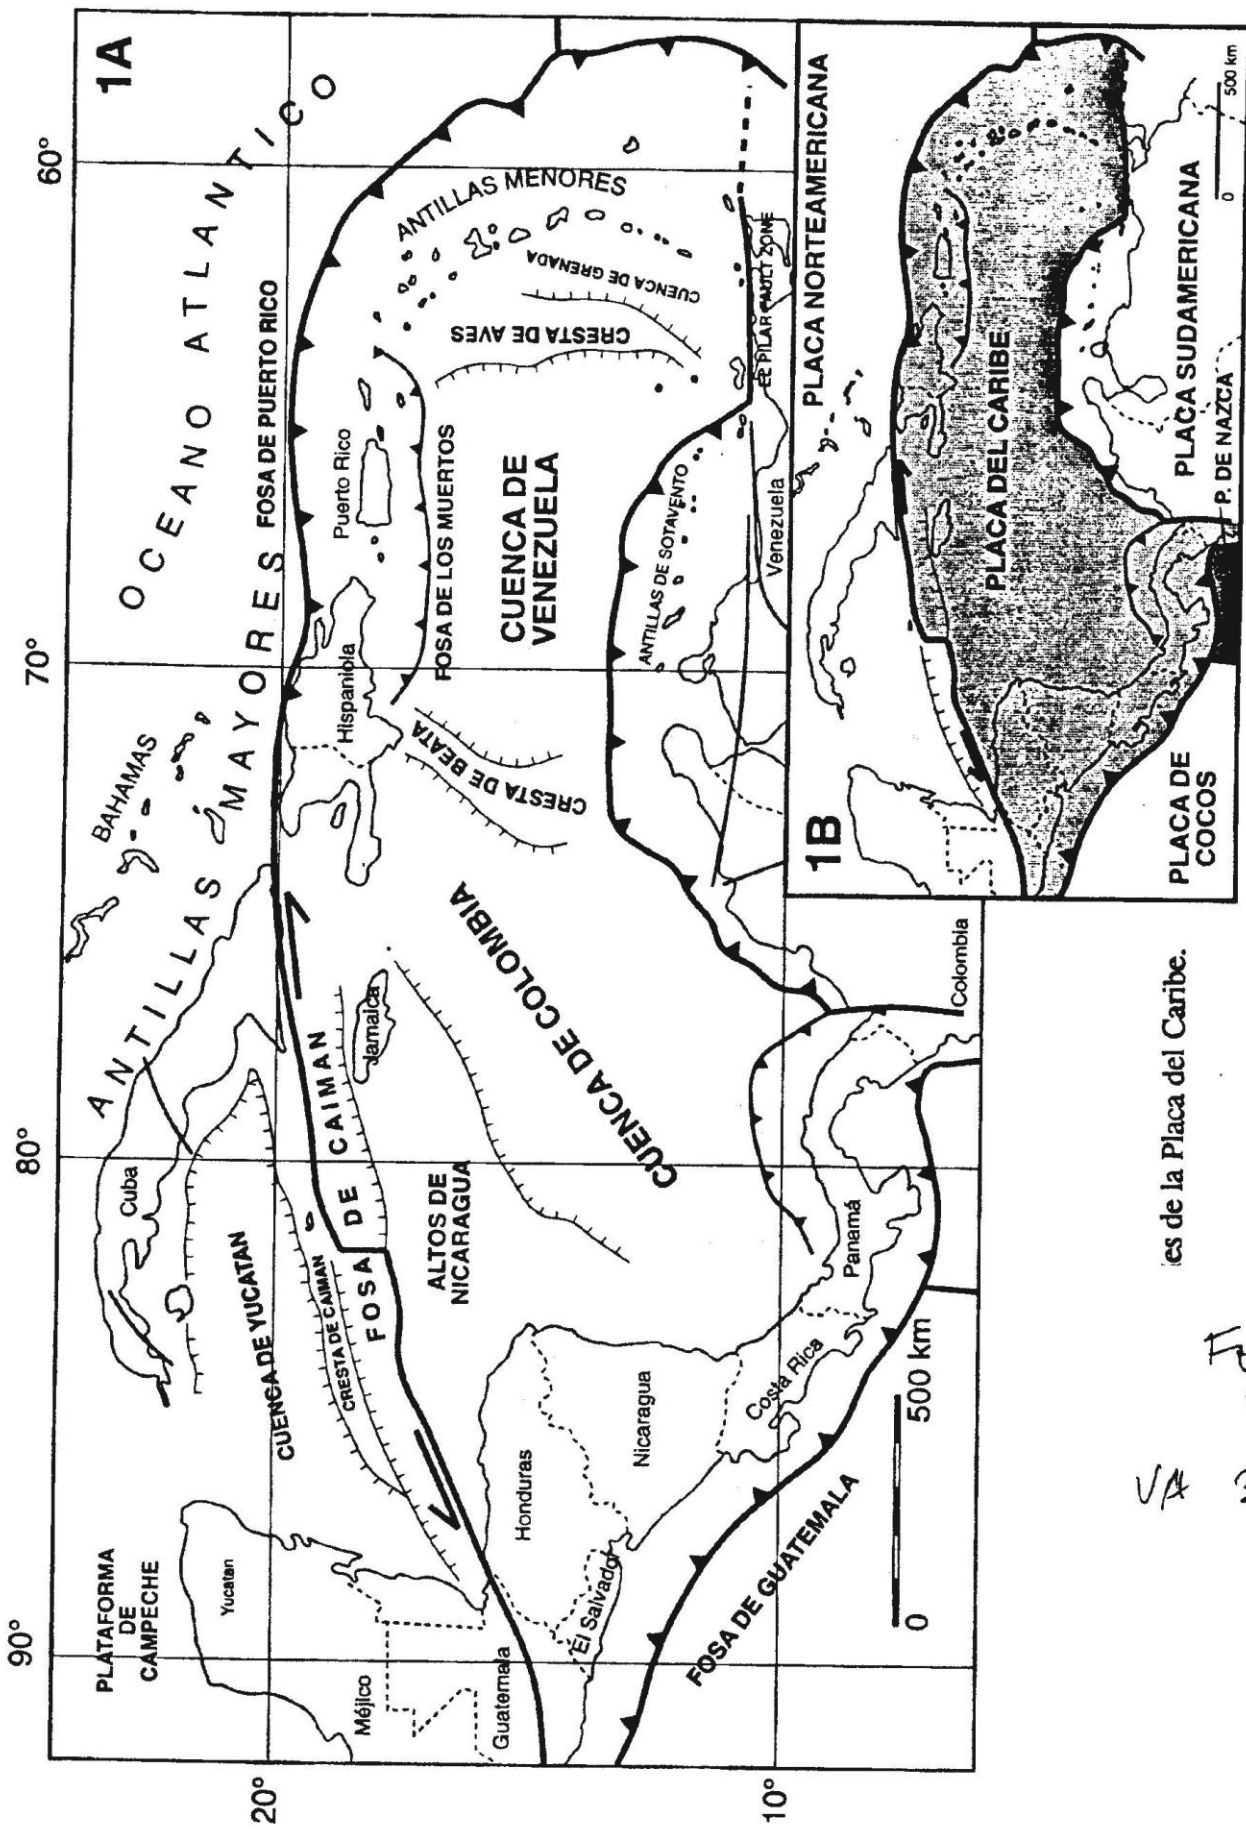 1A
60°
70°
80°
90°
20°
10°
OCEANO ATLANTICO
BAHAMAS
ANTILLAS MAYORES
FOSA DE PUERTO RICO
ANTILLAS MENORES
CUENCA DE GRENADA
CRESTA DE AVES
Puerto Rico
FOSA DE LOS MUERTOS
Hispaniola
CUENCA DE
VENEZUELA
EL PILAR FAULT ZONE
ANTILLAS DE SOTAVENTO
Venezuela
CRESTA DE BEATA
CUENCA DE COLOMBIA
Colombia
Jamaica
FOSA DE CAIMAN
Cuba
CUENCA DE YUCATAN
CRESTA DE CAIMAN
ALTOS DE
NICARAGUA
PLATAFORMA
DE
CAMPECHE
Yucatan
Méjico
Guatemala
Honduras
El Salvador
Nicaragua
Costa Rica
Panamá
FOSA DE GUATEMALA
0
500 km
1B
PLACA NORTEAMERICANA
PLACA DEL CARIBE
PLACA SUDAMERICANA
P. DE NAZCA
PLACA DE
COCOS
0
500 km
es de la Placa del Caribe.